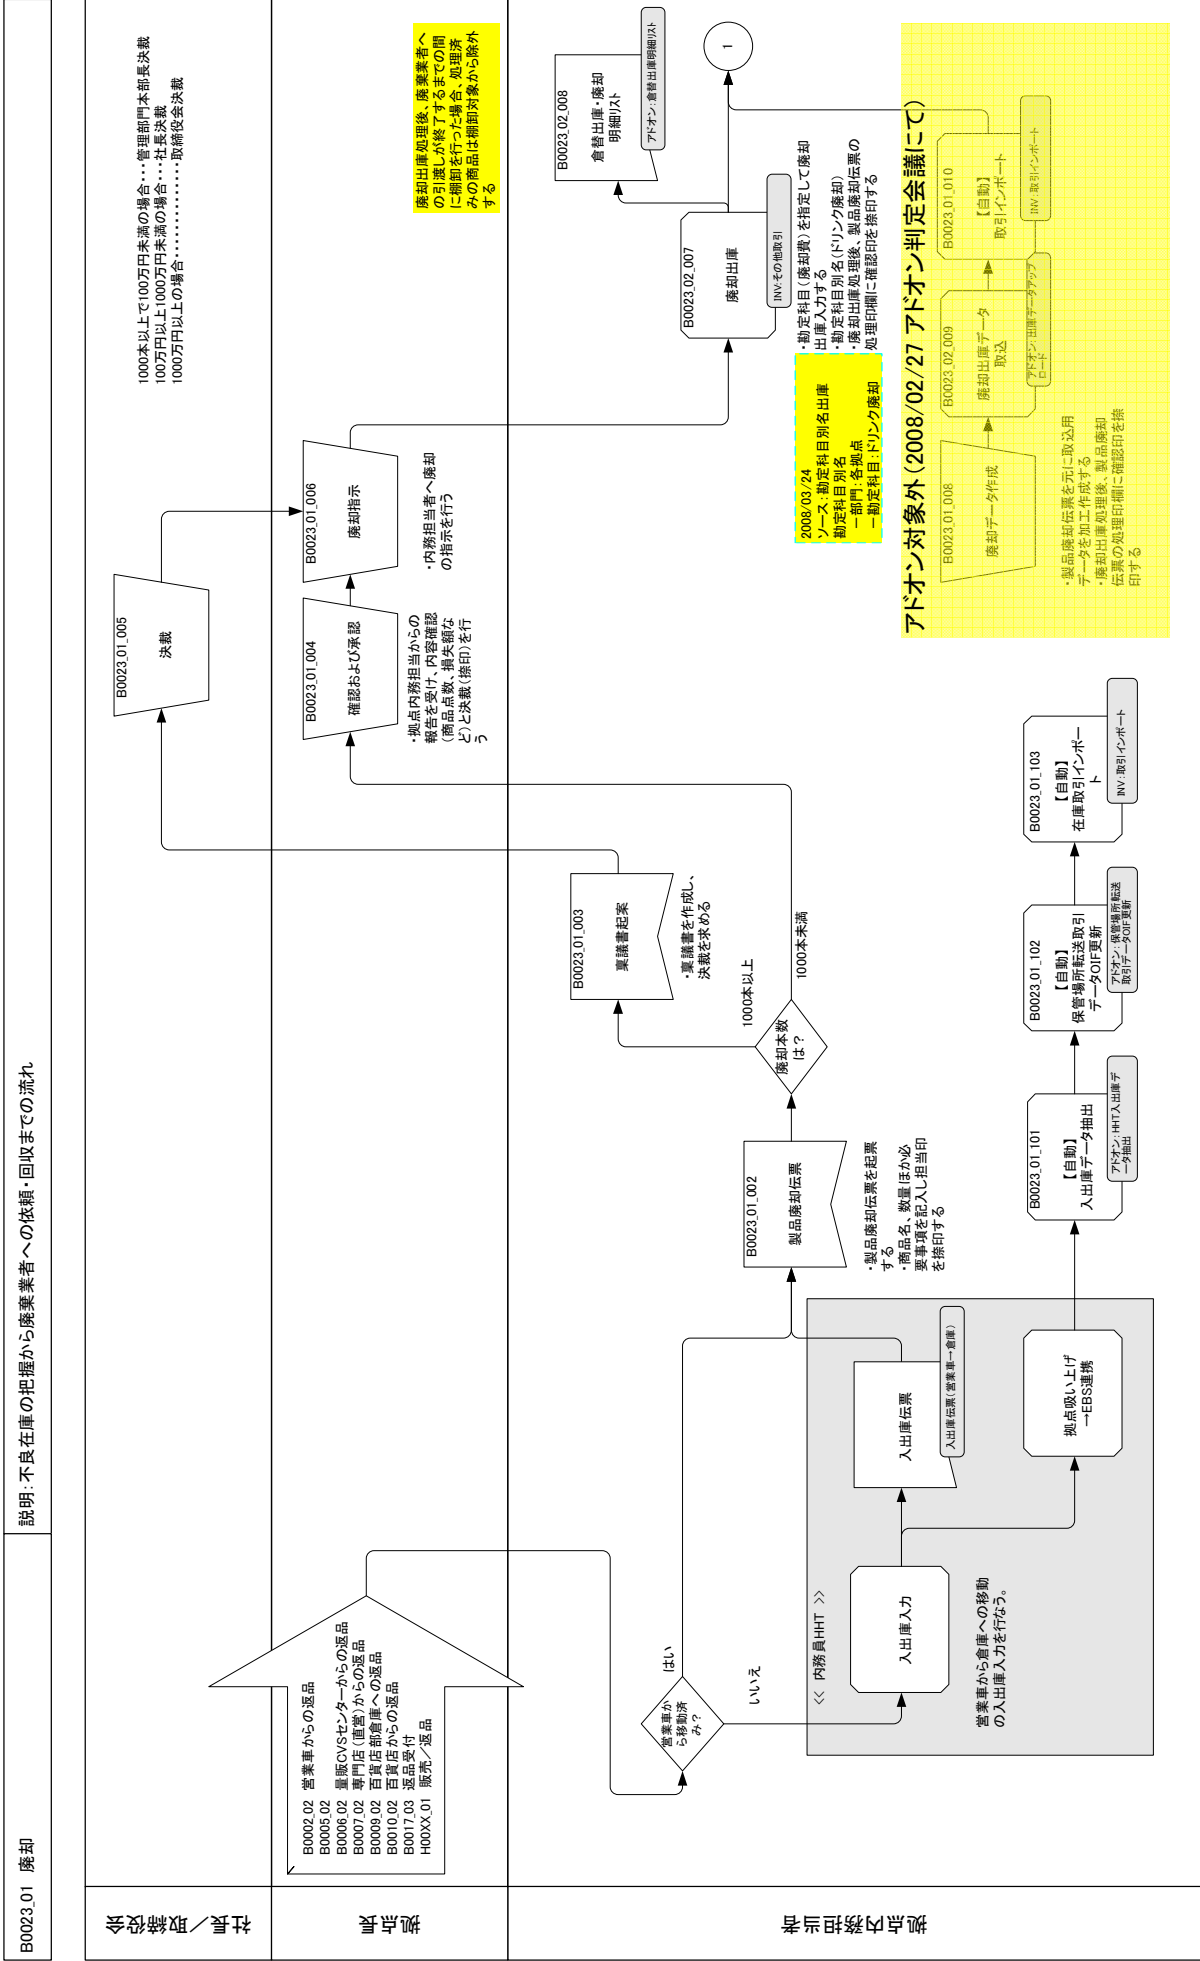 B0023_01 廃却
説明:不良在庫の把握から廃棄業者への依頼・回収までの流れ
社長／取締役会
拠点長
拠点内務担当者
B0002_02 営業車からの返品
B0005_02
B0006_02 量販CVSセンターからの返品
B0007_02 専門店(直営)からの返品
B0009_02 百貨店部倉庫への返品
B0010_02 百貨店からの返品
B0017_03 返品受付
H00XX_01 販売／返品
営業車か
ら移動済
み?
はい
いいえ
<< 内務員HHT >>
入出庫入力
営業車から倉庫への移動
の入出庫入力を行なう。
入出庫伝票
入出庫伝票(営業車→倉庫)
拠点吸い上げ
→EBS連携
B0023_01_002
製品廃却伝票
・製品廃却伝票を起票
する
・商品名、数量ほか必
要事項を記入し担当印
を捺印する
B0023_01_101
【自動】
入出庫データ抽出
アドオン:HHT入出庫デ
ータ抽出
B0023_01_102
【自動】
保管場所転送取引
データOIF更新
アドオン:保管場所転送
取引データOIF更新
B0023_01_103
【自動】
在庫取引インポー
ト
INV:取引インポート
廃却本数
は?
1000本以上
1000本未満
B0023_01_003
稟議書起案
・稟議書を作成し、
決裁を求める
B0023_01_005
決裁
B0023_01_004
確認および承認
・拠点内務担当からの
報告を受け、内容確認
(商品点数、損失額な
ど)と決裁(捺印)を行
う
B0023_01_006
廃却指示
・内務担当者へ廃却
の指示を行う
1000本以上で100万円未満の場合・・・管理部門本部長決裁
100万円以上1000万円未満の場合・・・社長決裁
1000万円以上の場合・・・・・・・・・・・・・取締役会決裁
廃却出庫処理後、廃棄業者へ
の引渡しが終了するまでの間
に棚卸を行った場合、処理済
みの商品は棚卸対象から除外
する
B0023_02_007
廃却出庫
INV:その他取引
・勘定科目(廃却費)を指定して廃却
出庫入力する
・勘定科目別名(ドリンク廃却)
・廃却出庫処理後、製品廃却伝票の
処理印欄に確認印を捺印する
2008/03/24
ソース:勘定科目別名出庫
勘定科目別名
－部門:各拠点
－勘定科目:ドリンク廃却
B0023_02_008
倉替出庫・廃却
明細リスト
アドオン:倉替出庫明細リスト
1
アドオン対象外(2008/02/27 アドオン判定会議にて)
B0023_01_008
廃却データ作成
・製品廃却伝票を元に取込用
データを加工作成する
・廃却出庫処理後、製品廃却
伝票の処理印欄に確認印を捺
印する
B0023_02_009
廃却出庫データ
取込
アドオン:出庫データアップ
ロード
B0023_01_010
【自動】
取引インポート
INV:取引インポート